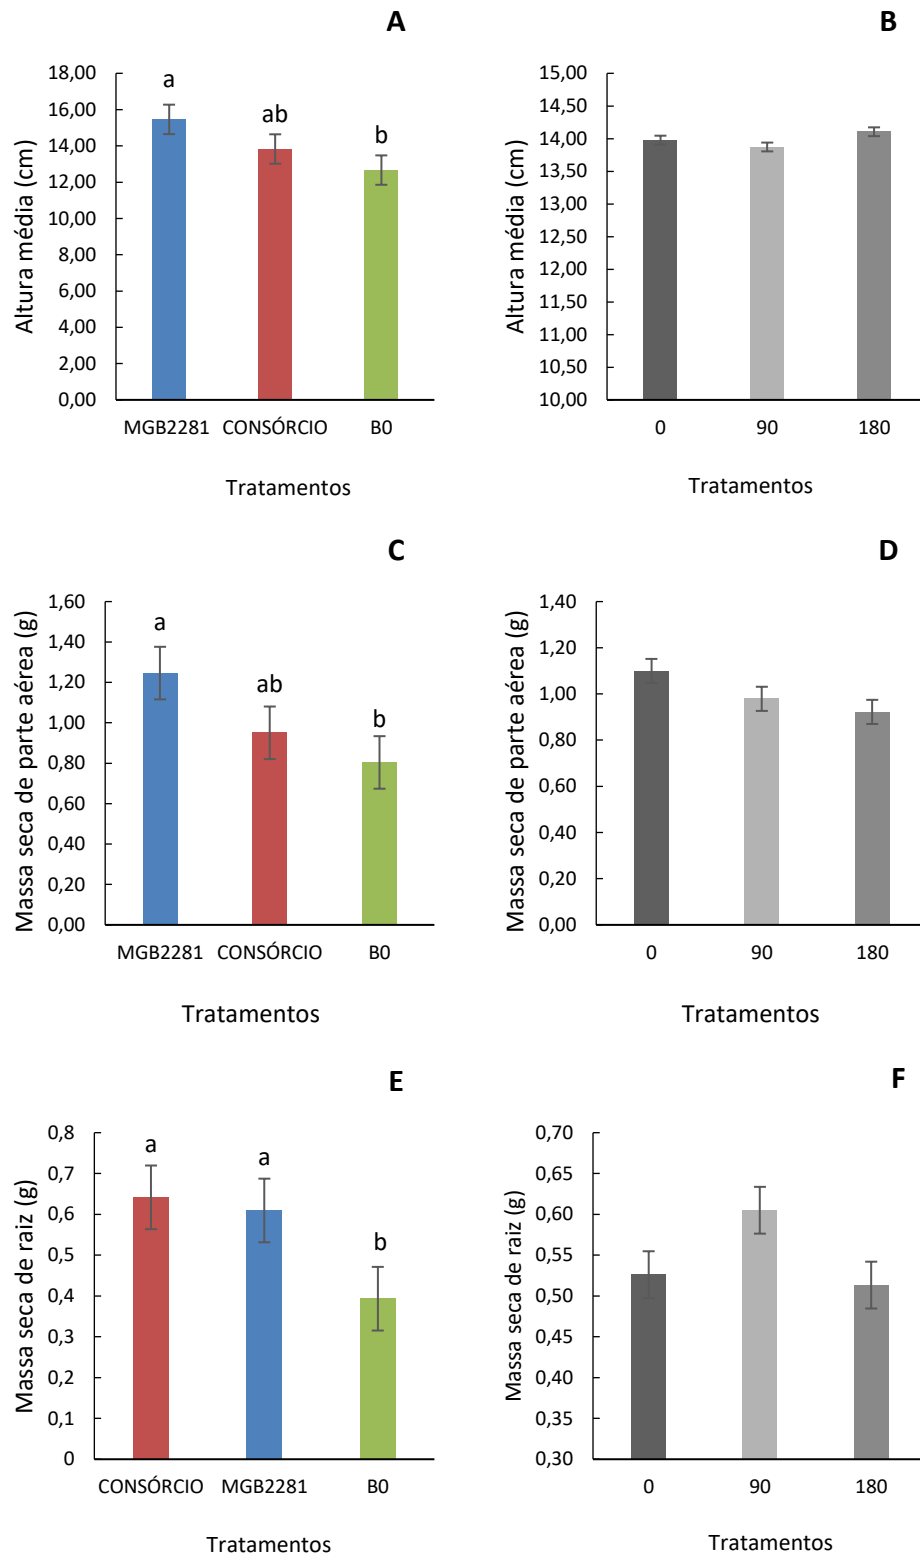 A
Altura média (cm)
18,00
16,00
14,00
12,00
10,00
8,00
6,00
4,00
2,00
0,00
a
ab
b
MGB2281 CONSÓRCIO B0
Tratamentos
B
Altura média (cm)
15,00
14,50
14,00
13,50
13,00
12,50
12,00
11,50
11,00
10,50
10,00
0 90 180
Tratamentos
C
Massa seca de parte aérea (g)
1,60
1,40
1,20
1,00
0,80
0,60
0,40
0,20
0,00
a
ab
b
MGB2281 CONSÓRCIO B0
Tratamentos
D
Massa seca de parte aérea (g)
1,40
1,20
1,00
0,80
0,60
0,40
0,20
0,00
0 90 180
Tratamentos
E
Massa seca de raiz (g)
0,8
0,7
0,6
0,5
0,4
0,3
0,2
0,1
0
a
a
b
CONSÓRCIO MGB2281 B0
Tratamentos
F
Massa seca de raiz (g)
0,70
0,65
0,60
0,55
0,50
0,45
0,40
0,35
0,30
0 90 180
Tratamentos